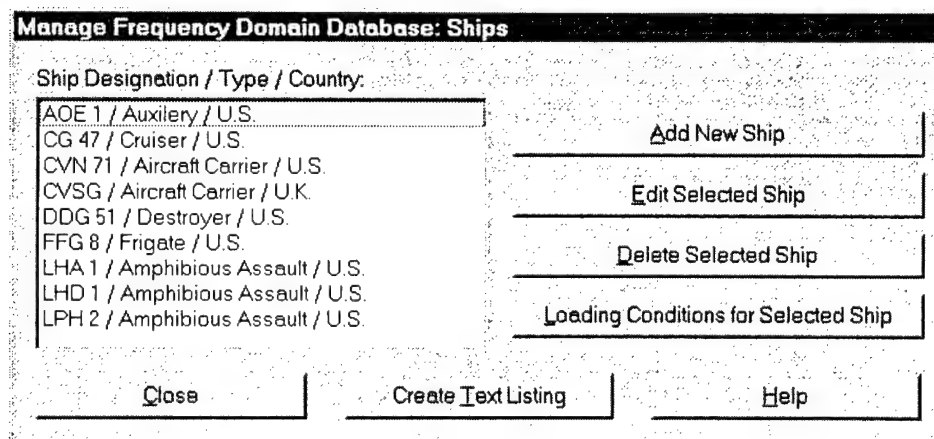 Manage Frequency Domain Database: Ships
Ship Designation / Type / Country:
AOE 1 / Auxilery / U.S.
CG 47 / Cruiser / U.S.
CVN 71 / Aircraft Carrier / U.S.
CVSG / Aircraft Carrier / U.K.
DDG 51 / Destroyer / U.S.
FFG 8 / Frigate / U.S.
LHA 1 / Amphibious Assault / U.S.
LHD 1 / Amphibious Assault / U.S.
LPH 2 / Amphibious Assault / U.S.
Add New Ship
Edit Selected Ship
Delete Selected Ship
Loading Conditions for Selected Ship
Close
Create Text Listing
Help